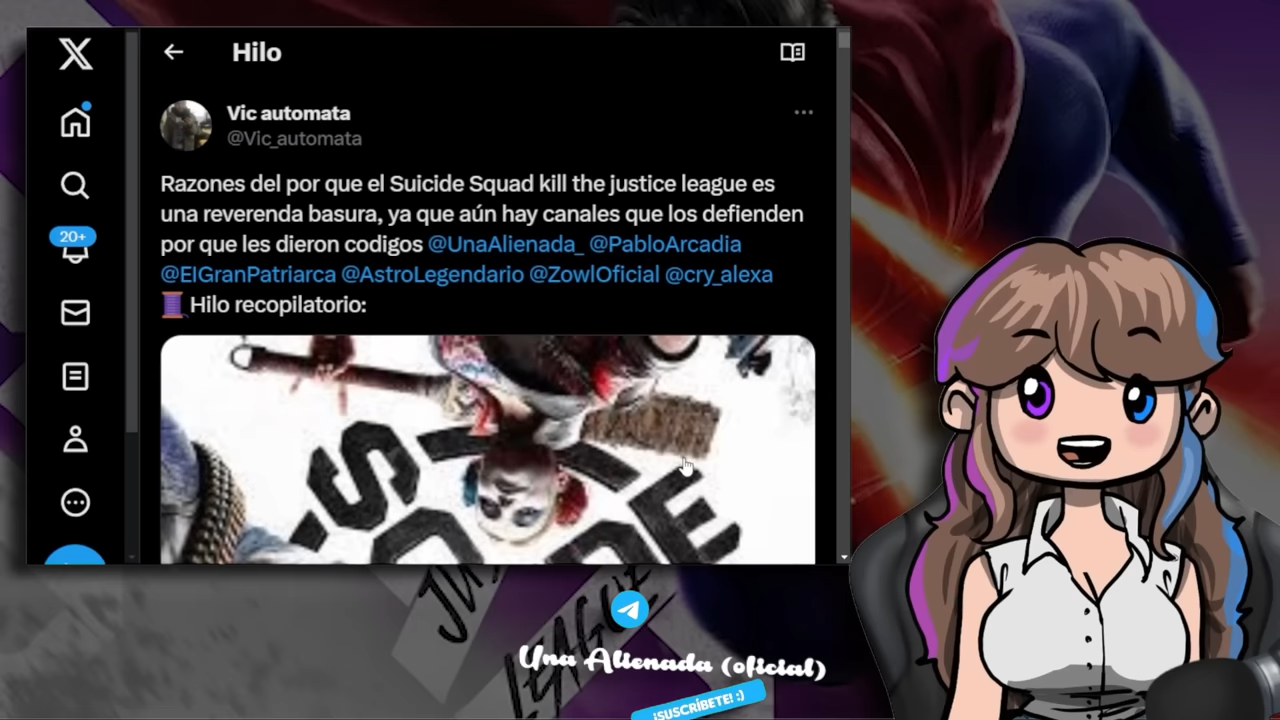 Hilo
Vic automata
@Vic_automata
Razones del por que el Suicide Squad kill the justice league es
una reverenda basura, ya que aún hay canales que los defienden
por que les dieron codigos @UnaAlienada_ @PabloArcadia
@ElGranPatriarca @AstroLegendario @ZowlOficial @cry_alexa
Hilo recopilatorio:
20+
LEAGUE
Una Alienada (oficial)
¡SUSCRÍBETE! :)